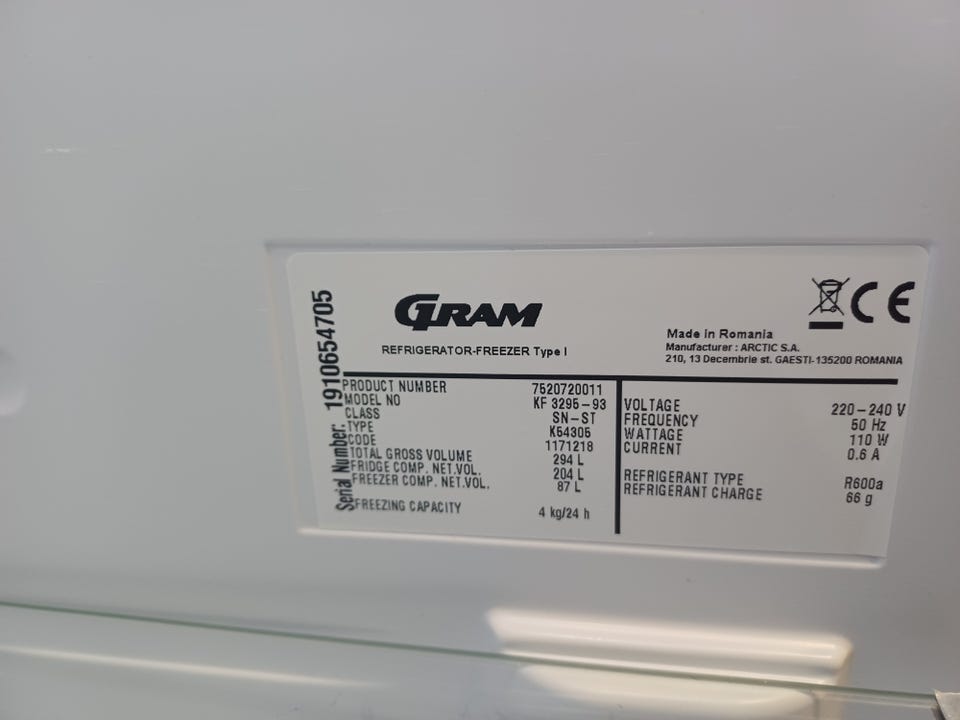 GRAM
REFRIGERATOR-FREEZER Type I
Made in Romania
Manufacturer : ARCTIC S.A.
210, 13 Decembrie st. GAESTI-135200 ROMANIA
CE
Serial Number: 1910654705
PRODUCT NUMBER 7520720011
MODEL NO KF 3295-93
CLASS SN-ST
TYPE K54305
CODE 1171218
TOTAL GROSS VOLUME 294 L
FRIDGE COMP. NET.VOL. 204 L
FREEZER COMP. NET.VOL. 87 L
FREEZING CAPACITY 4 kg/24 h
VOLTAGE 220-240 V
FREQUENCY 50 Hz
WATTAGE 110 W
CURRENT 0.6 A
REFRIGERANT TYPE R600a
REFRIGERANT CHARGE 66 g